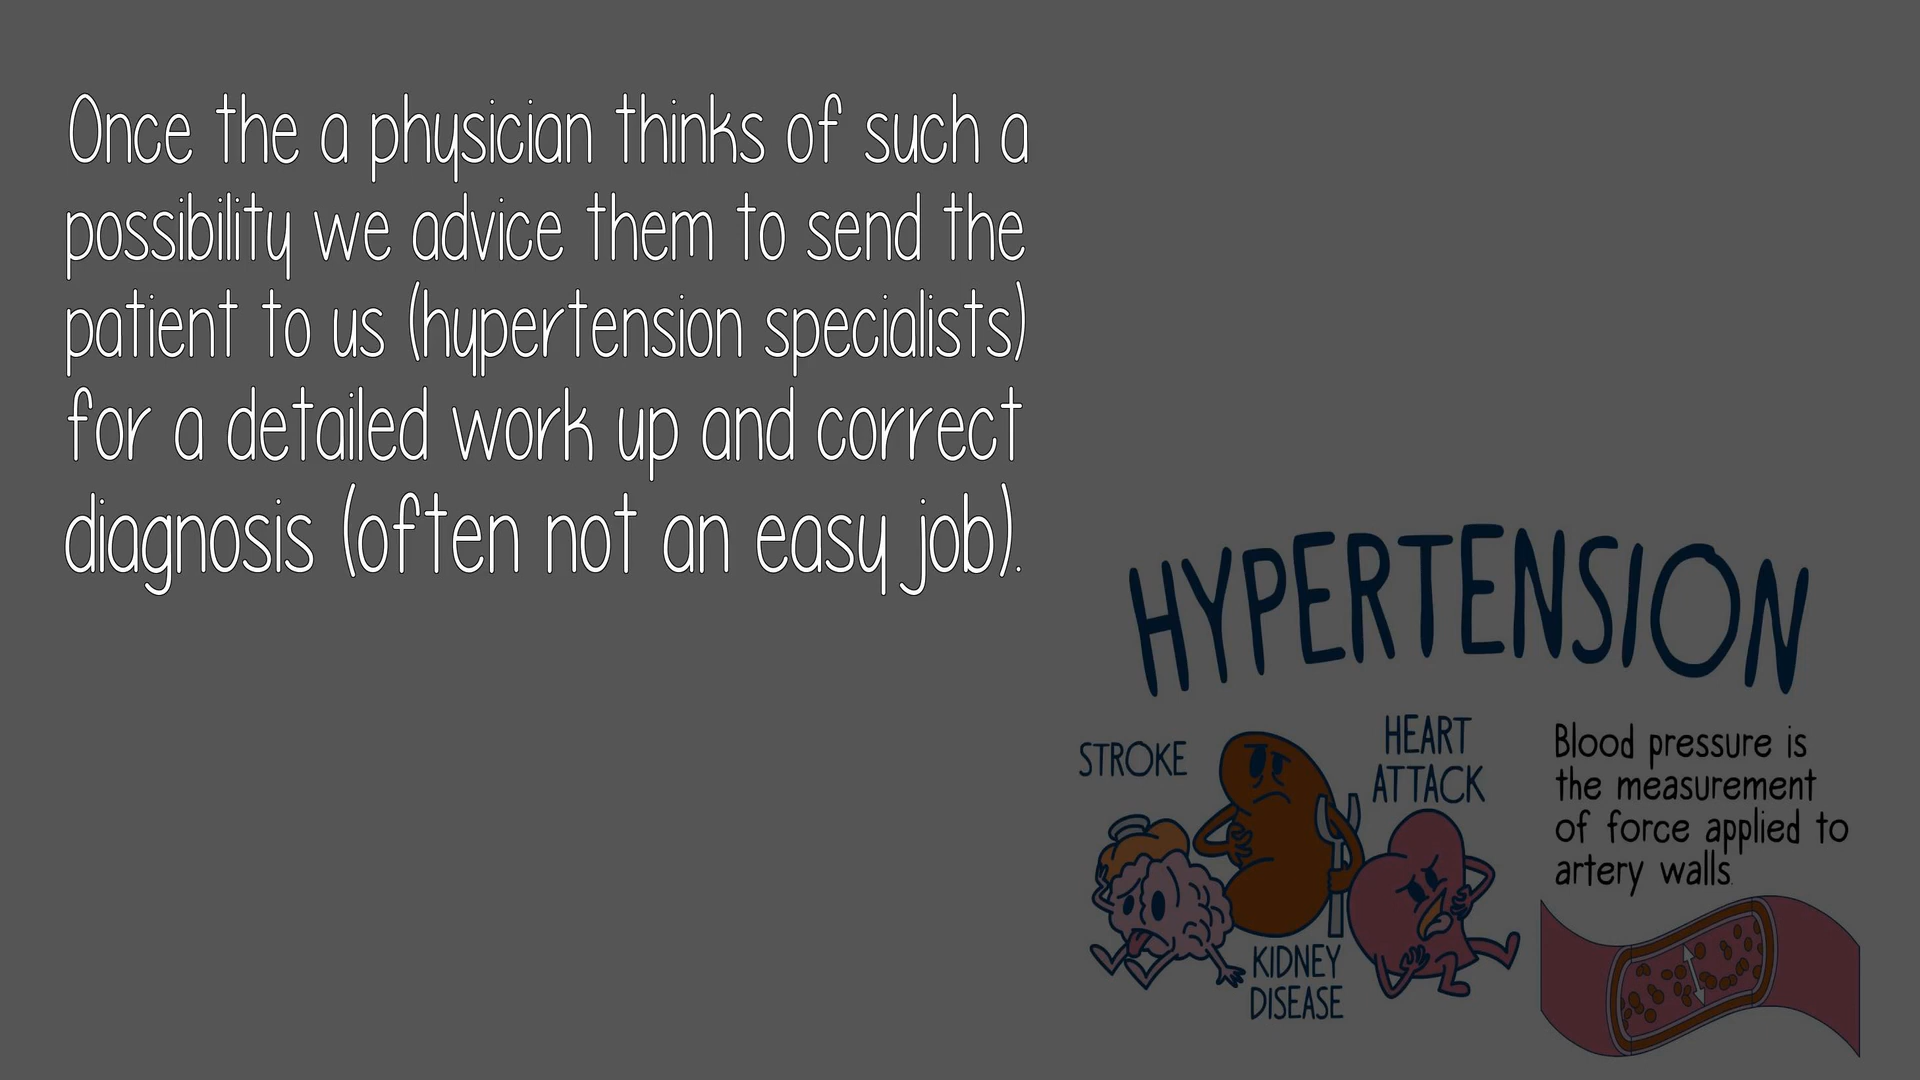 Once the a physician thinks of such a
possibility we advice them to send the
patient to us (hypertension specialists)
for a detailed work up and correct
diagnosis (often not an easy job).
HYPERTENSION
STROKE
HEART
ATTACK
KIDNEY
DISEASE
Blood pressure is
the measurement
of force applied to
artery walls.